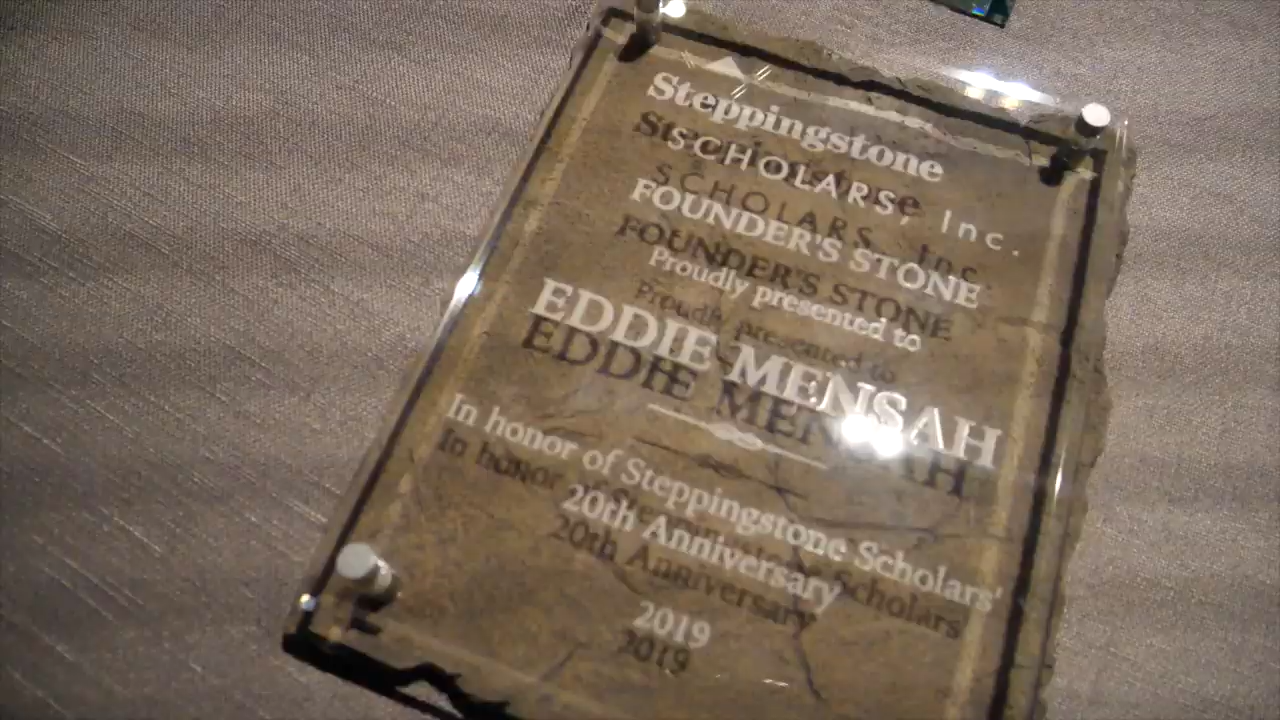 Steppingstone
SCHOLARS, Inc.
FOUNDER'S STONE
Proudly presented to
EDDIE MENSAH
In honor of Steppingstone Scholars'
20th Anniversary
2019